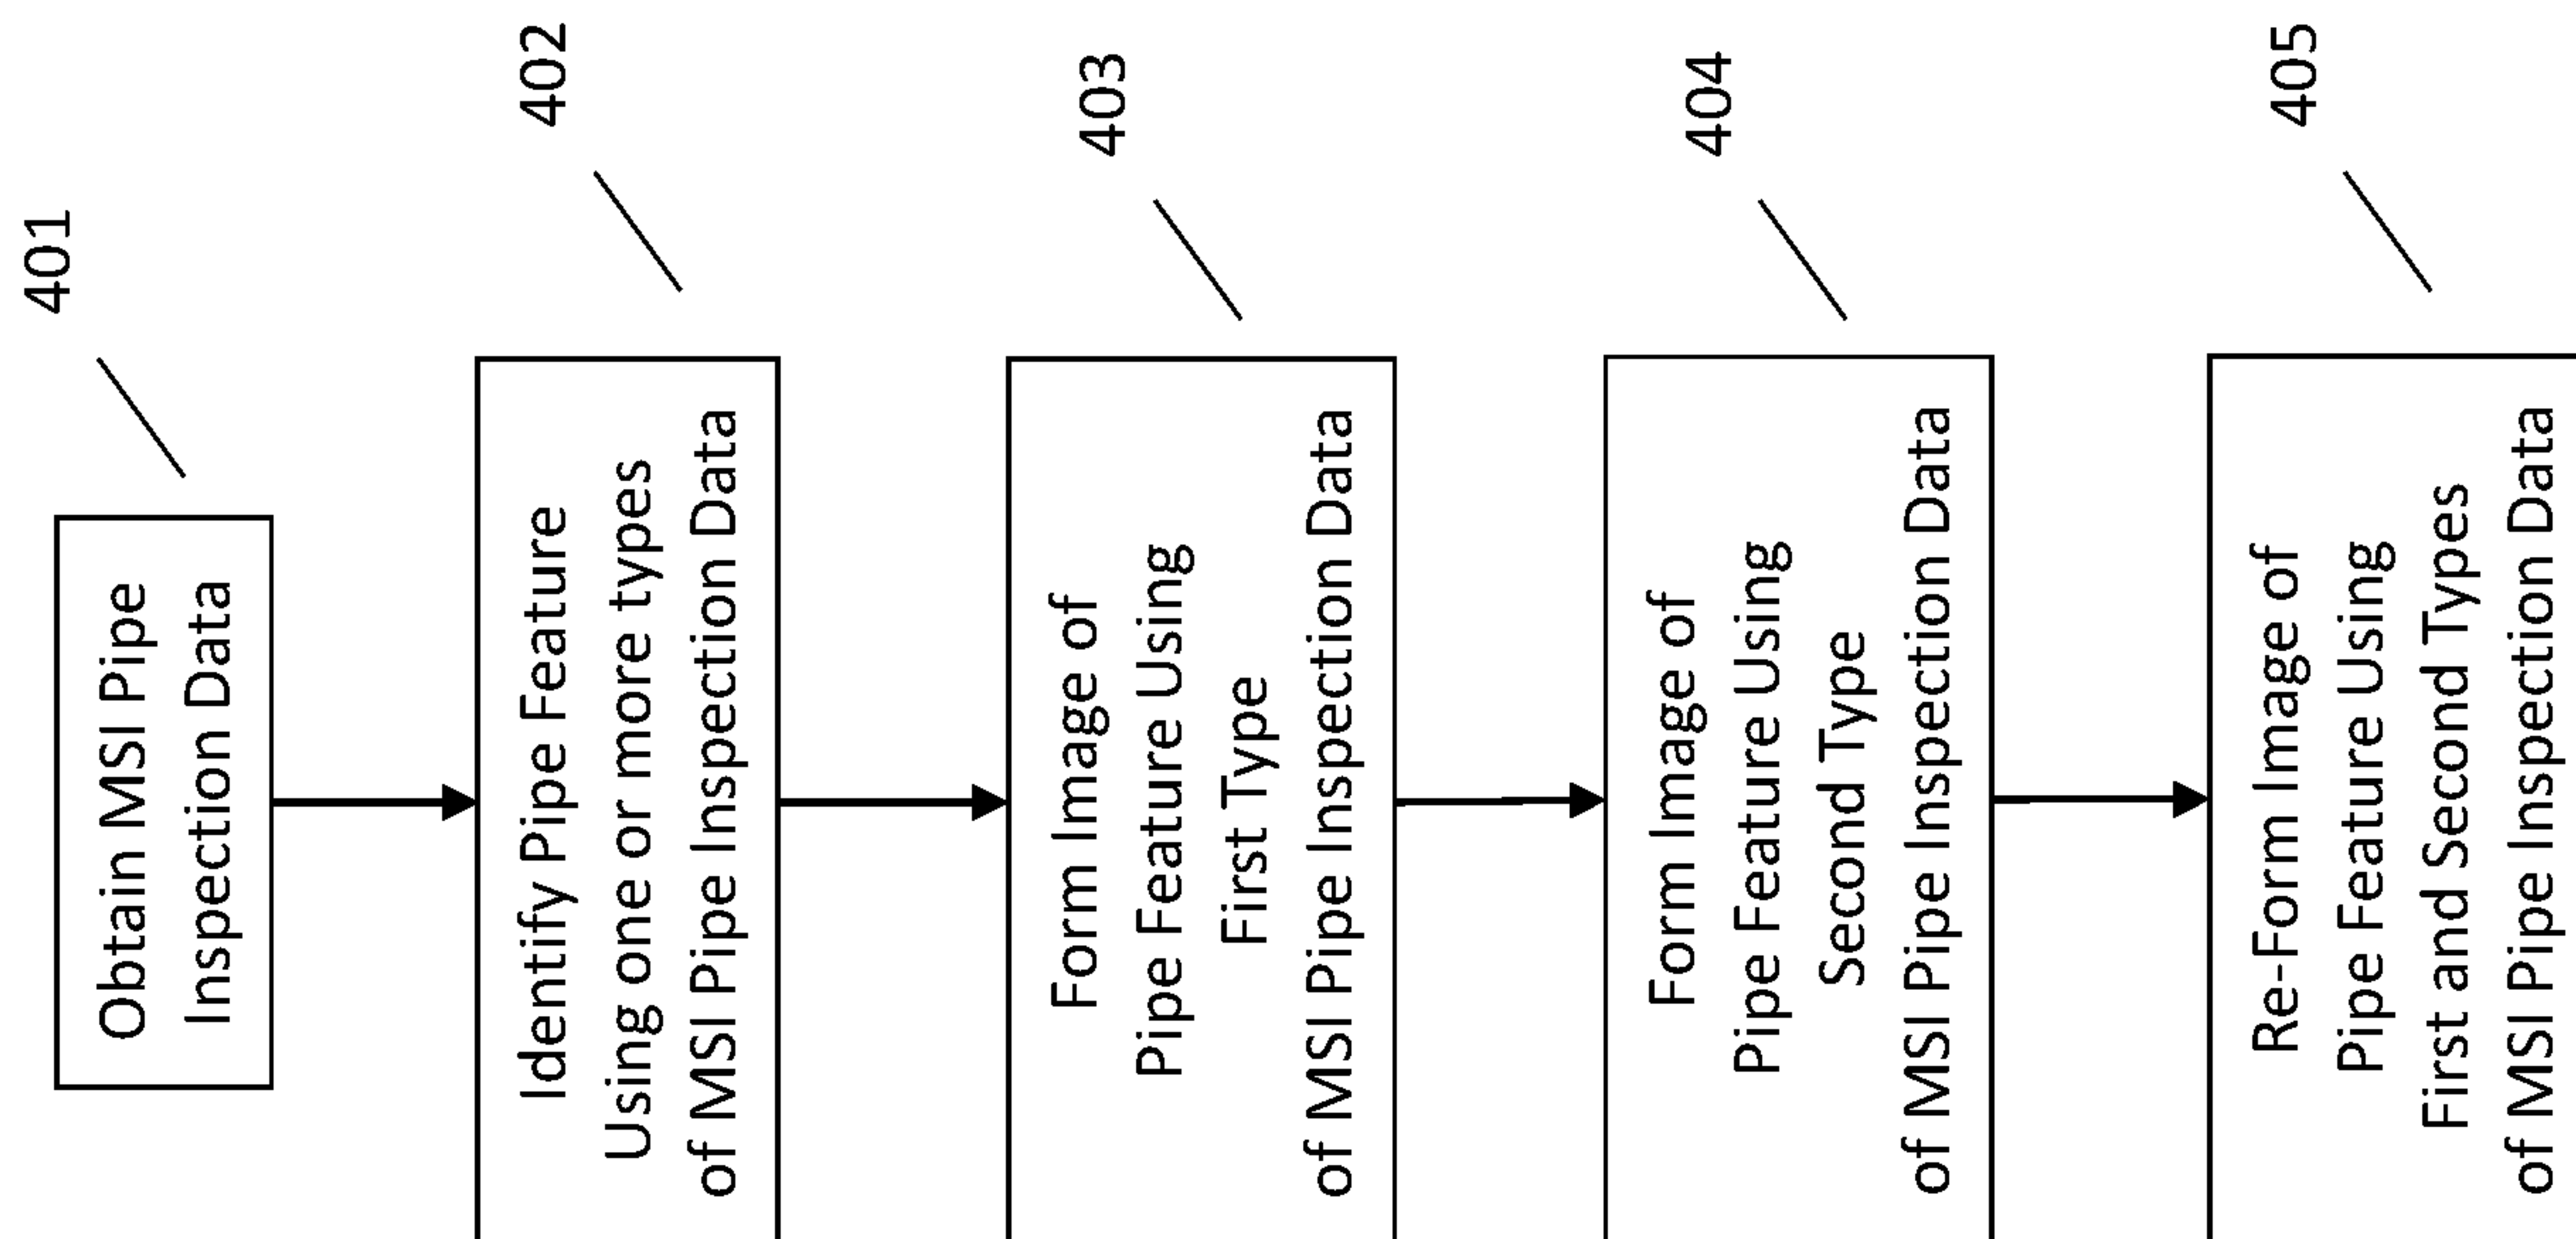 401
Obtain MSI Pipe
Inspection Data
402
Identify Pipe Feature
Using one or more types
of MSI Pipe Inspection Data
403
Form Image of
Pipe Feature Using
First Type
of MSI Pipe Inspection Data
404
Form Image of
Pipe Feature Using
Second Type
of MSI Pipe Inspection Data
405
Re-Form Image of
Pipe Feature Using
First and Second Types
of MSI Pipe Inspection Data